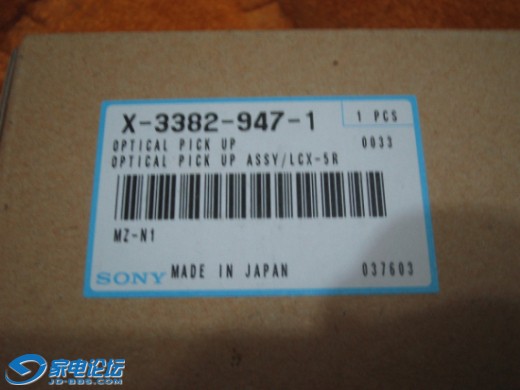 X-3382-947-1 1 PCS
OPTICAL PICK UP 0033
OPTICAL PICK UP ASSY/LCX-5R
MZ-N1
SONY MADE IN JAPAN 037603
家电论坛
JD-BBS.COM